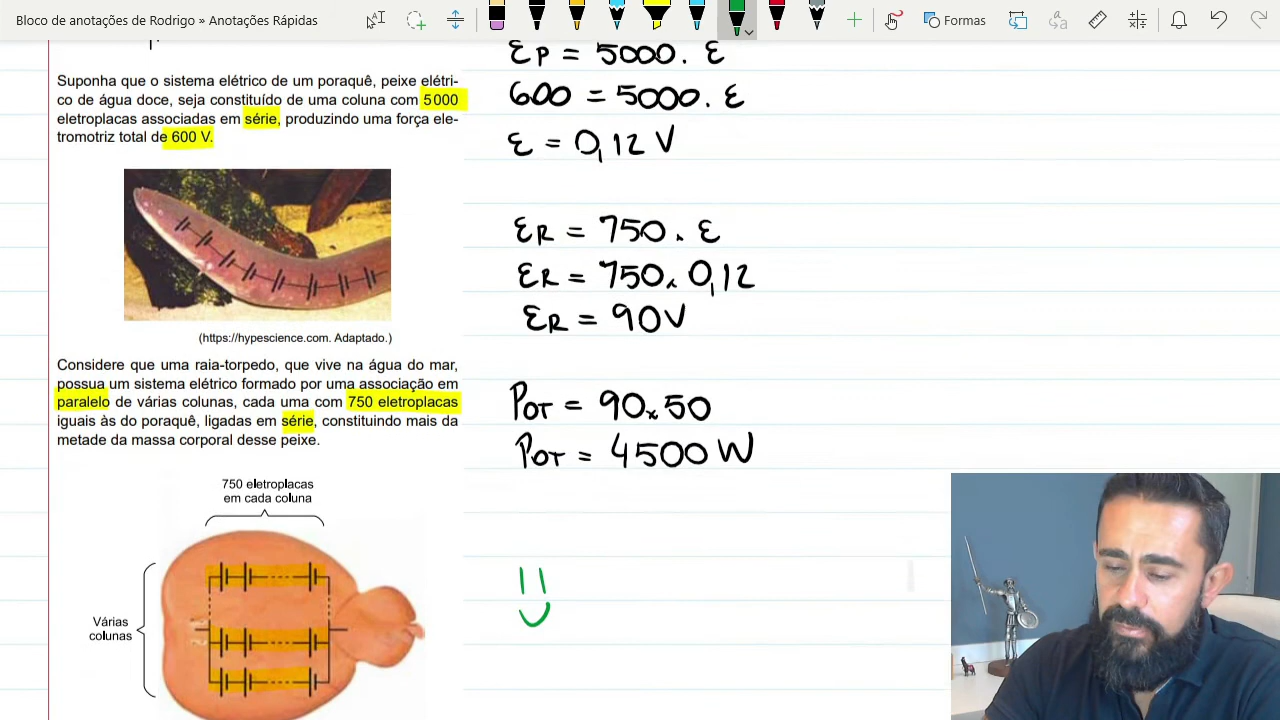 Bloco de notações de Rodrigo » Anotações Rápidas
Formas
Suponha que o sistema elétrico de um poraquê, peixe elétri-
co de água doce, seja constituído de uma coluna com 5 000
eletroplacas associadas em série, produzindo uma força ele-
tromotriz total de 600 V.
(https://hypescience.com. Adaptado.)
Considere que uma raia-torpedo, que vive na água do mar,
possua um sistema elétrico formado por uma associação em
paralelo de várias colunas, cada uma com 750 eletroplacas
iguais às do poraquê, ligadas em série, constituindo mais da
metade da massa corporal desse peixe.
750 eletroplacas
em cada coluna
Várias
colunas
εP = 5000. ε
600 = 5000. ε
ε = 0,12 V
εR = 750 . ε
εR = 750 x 0,12
εR = 90V
POT = 90 x 50
POT = 4500 W